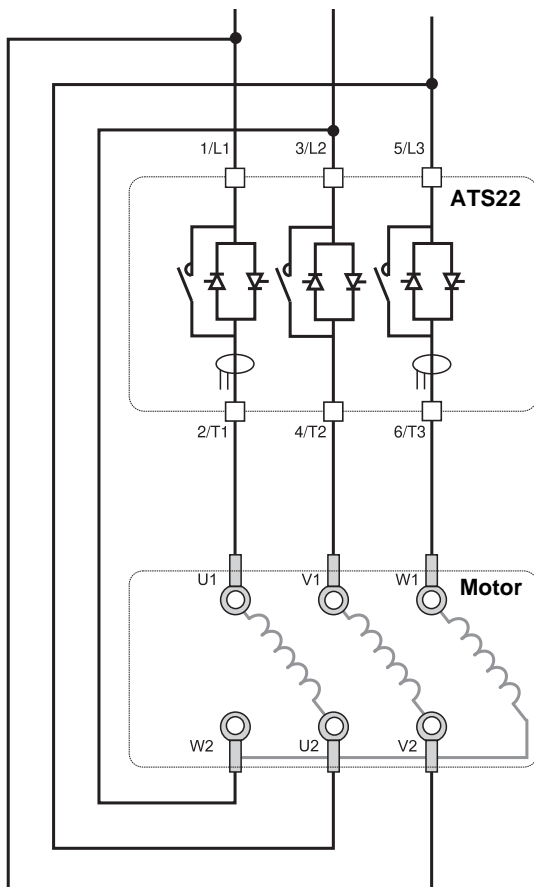 1/L1 3/L2 5/L3
ATS22
2/T1 4/T2 6/T3
U1 V1 W1
Motor
W2 U2 V2